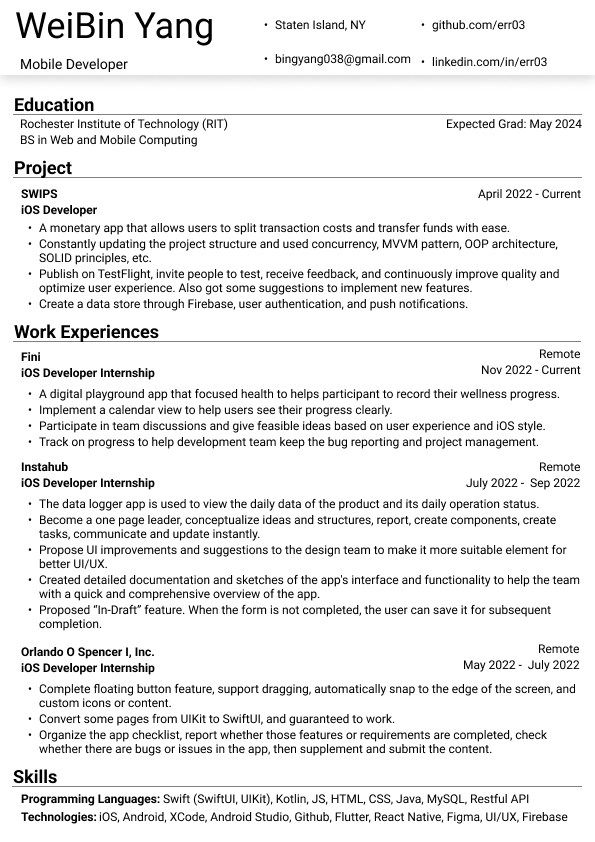 WeiBin Yang
Mobile Developer
• Staten Island, NY
• github.com/err03
• bingyang038@gmail.com
• linkedin.com/in/err03
Education
Rochester Institute of Technology (RIT)
Expected Grad: May 2024
BS in Web and Mobile Computing
Project
SWIPS
April 2022 - Current
iOS Developer
• A monetary app that allows users to split transaction costs and transfer funds with ease.
• Constantly updating the project structure and used concurrency, MVVM pattern, OOP architecture,
SOLID principles, etc.
• Publish on TestFlight, invite people to test, receive feedback, and continuously improve quality and
optimize user experience. Also got some suggestions to implement new features.
• Create a data store through Firebase, user authentication, and push notifications.
Work Experiences
Fini
Remote
iOS Developer Internship
Nov 2022 - Current
• A digital playground app that focused health to helps participant to record their wellness progress.
• Implement a calendar view to help users see their progress clearly.
• Participate in team discussions and give feasible ideas based on user experience and iOS style.
• Track on progress to help development team keep the bug reporting and project management.
Instahub
Remote
iOS Developer Internship
July 2022 - Sep 2022
• The data logger app is used to view the daily data of the product and its daily operation status.
• Become a one page leader, conceptualize ideas and structures, report, create components, create
tasks, communicate and update instantly.
• Propose UI improvements and suggestions to the design team to make it more suitable element for
better UI/UX.
• Created detailed documentation and sketches of the app's interface and functionality to help the team
with a quick and comprehensive overview of the app.
• Proposed “In-Draft” feature. When the form is not completed, the user can save it for subsequent
completion.
Orlando O Spencer I, Inc.
Remote
iOS Developer Internship
May 2022 - July 2022
• Complete floating button feature, support dragging, automatically snap to the edge of the screen, and
custom icons or content.
• Convert some pages from UIKit to SwiftUI, and guaranteed to work.
• Organize the app checklist, report whether those features or requirements are completed, check
whether there are bugs or issues in the app, then supplement and submit the content.
Skills
Programming Languages: Swift (SwiftUI, UIKit), Kotlin, JS, HTML, CSS, Java, MySQL, Restful API
Technologies: iOS, Android, XCode, Android Studio, Github, Flutter, React Native, Figma, UI/UX, Firebase